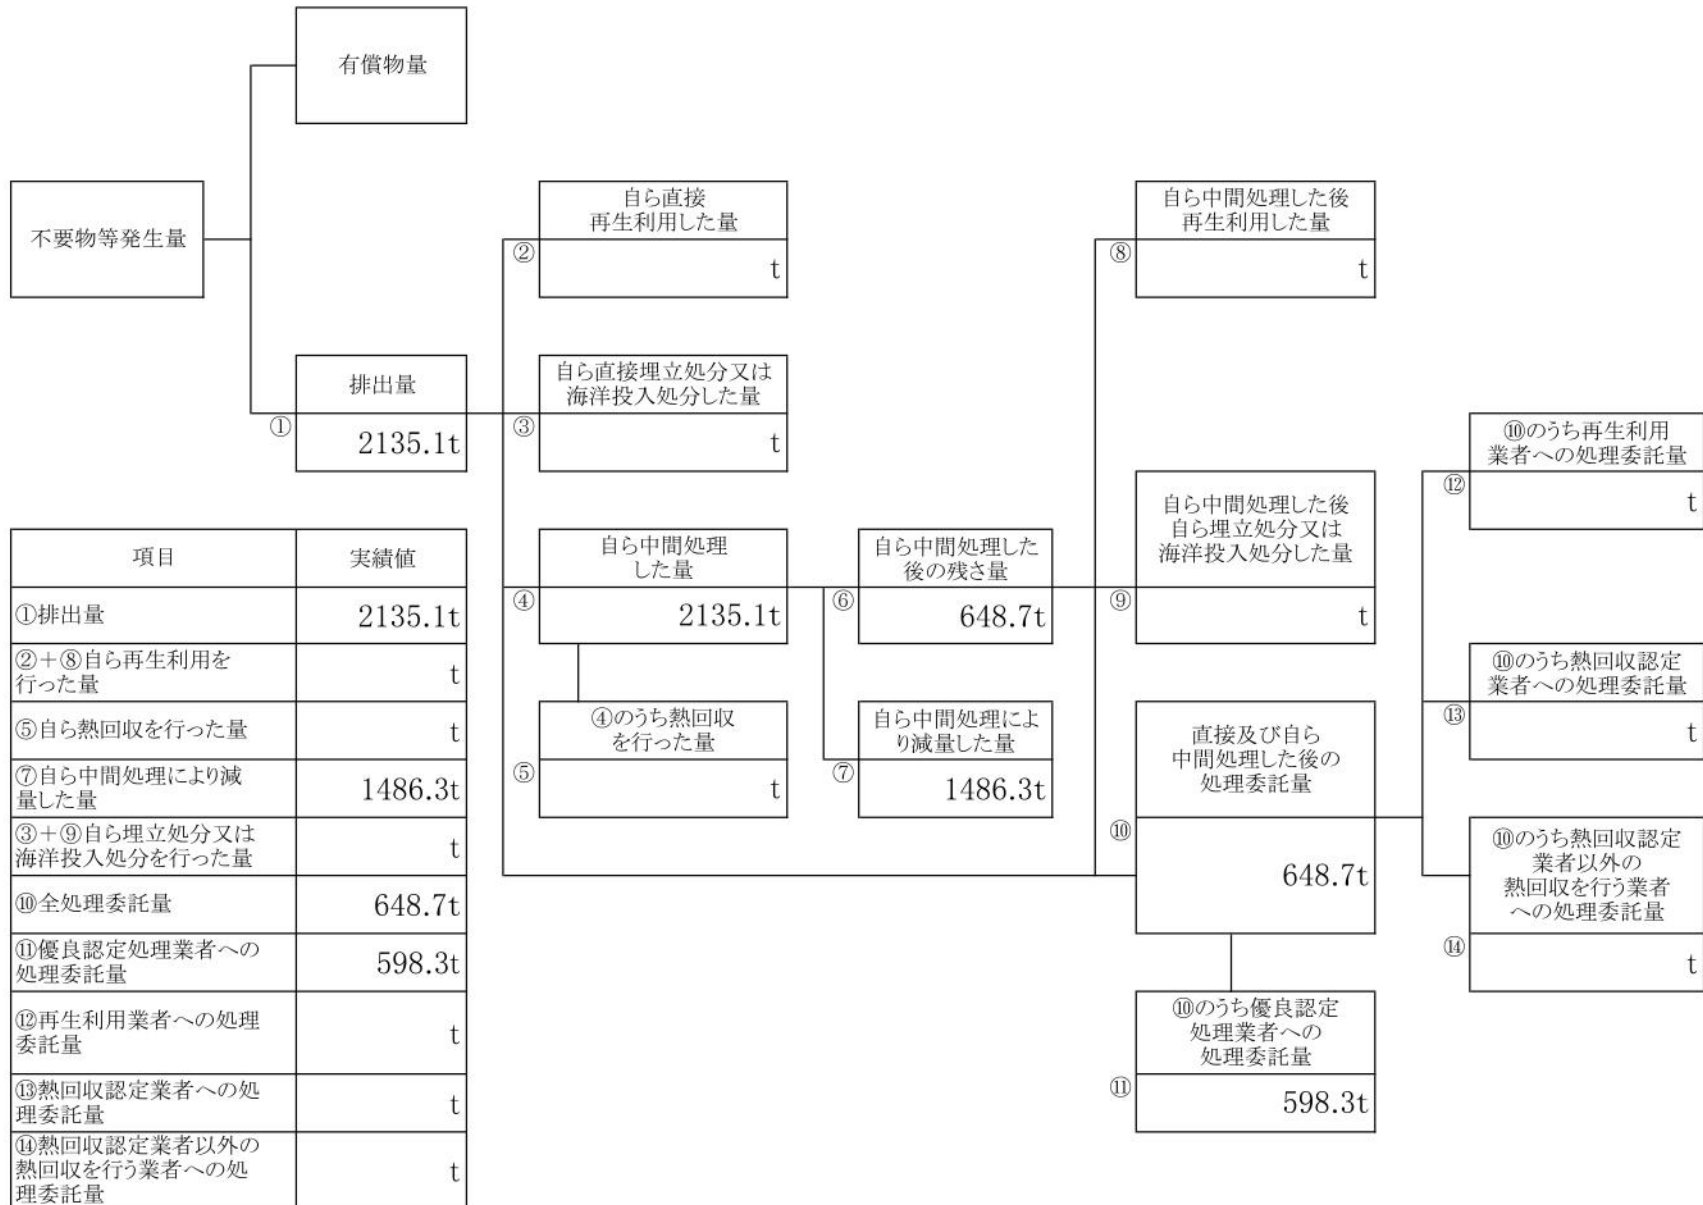 有償物量
不要物等発生量
自ら直接
再生利用した量
②
t
自ら中間処理した後
再生利用した量
⑧
t
排出量
①
2135.1t
自ら直接埋立処分又は
海洋投入処分した量
③
t
⑩のうち再生利用
業者への処理委託量
⑫
t
自ら中間処理
した量
④
2135.1t
自ら中間処理した
後の残さ量
⑥
648.7t
自ら中間処理した後
自ら埋立処分又は
海洋投入処分した量
⑨
t
⑩のうち熱回収認定
業者への処理委託量
⑬
t
④のうち熱回収
を行った量
⑤
t
自ら中間処理によ
り減量した量
⑦
1486.3t
直接及び自ら
中間処理した後の
処理委託量
⑩
648.7t
⑩のうち熱回収認定
業者以外の
熱回収を行う業者
への処理委託量
⑭
t
⑩のうち優良認定
処理業者への
処理委託量
⑪
598.3t
項目 実績値
①排出量 2135.1t
②＋⑧自ら再生利用を
行った量 t
⑤自ら熱回収を行った量 t
⑦自ら中間処理により減
量した量 1486.3t
③＋⑨自ら埋立処分又は
海洋投入処分を行った量 t
⑩全処理委託量 648.7t
⑪優良認定処理業者への
処理委託量 598.3t
⑫再生利用業者への処理
委託量 t
⑬熱回収認定業者への処
理委託量 t
⑭熱回収認定業者以外の
熱回収を行う業者への処
理委託量 t